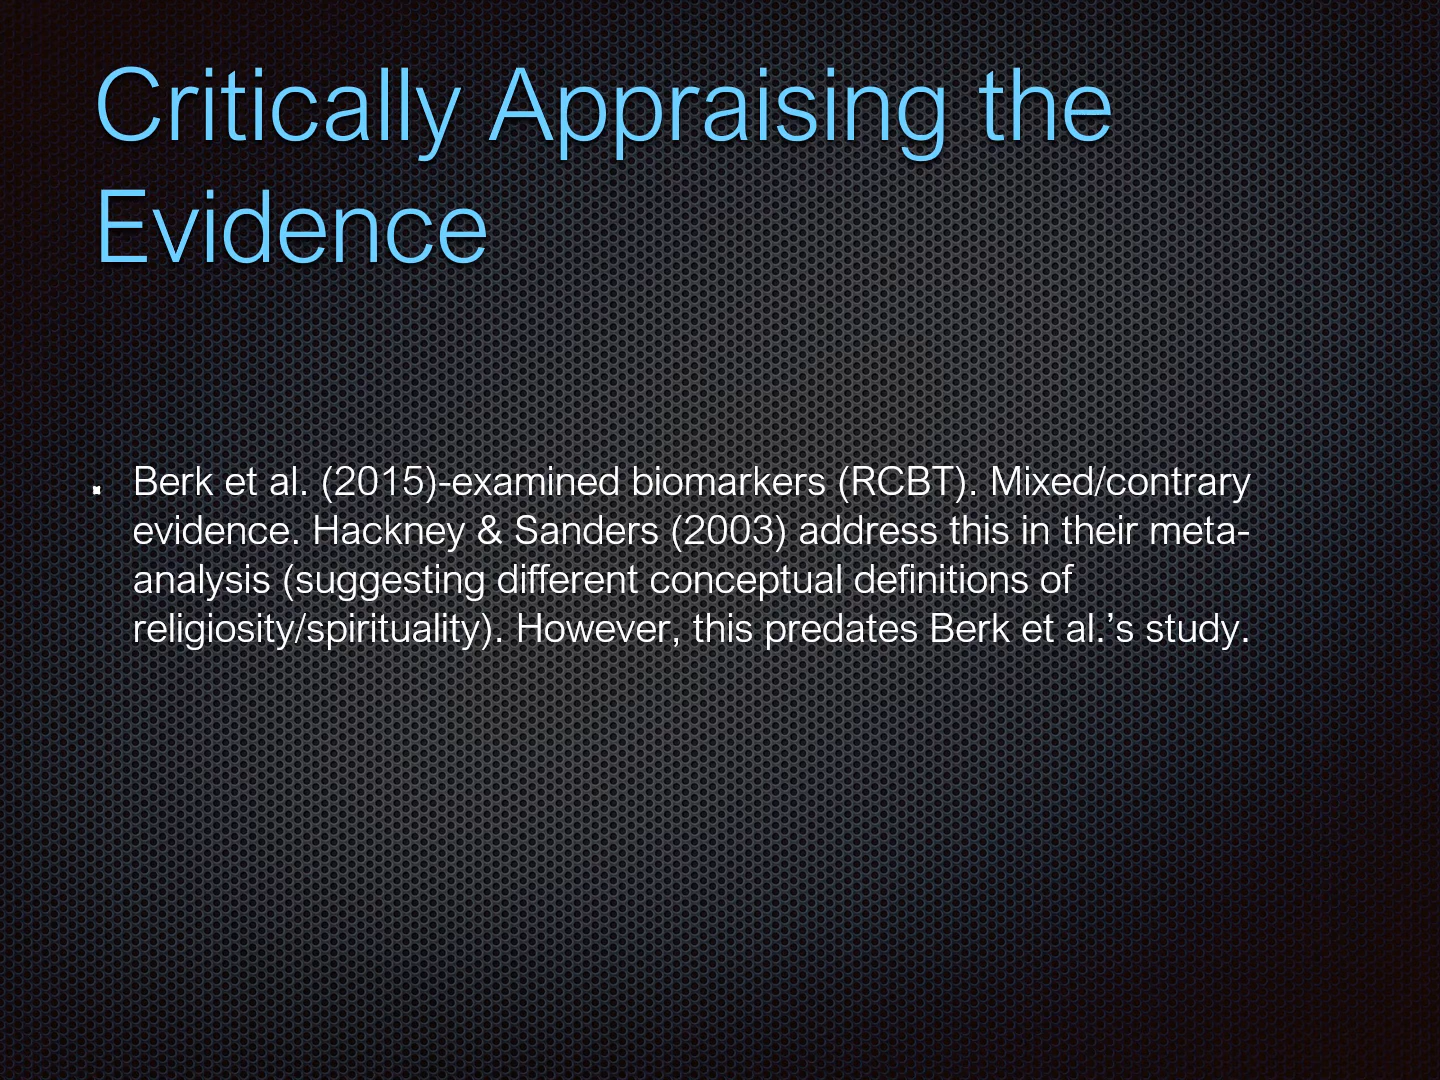 Critically Appraising the
Evidence
Berk et al. (2015)-examined biomarkers (RCBT). Mixed/contrary
evidence. Hackney & Sanders (2003) address this in their meta-
analysis (suggesting different conceptual definitions of
religiosity/spirituality). However, this predates Berk et al.’s study.